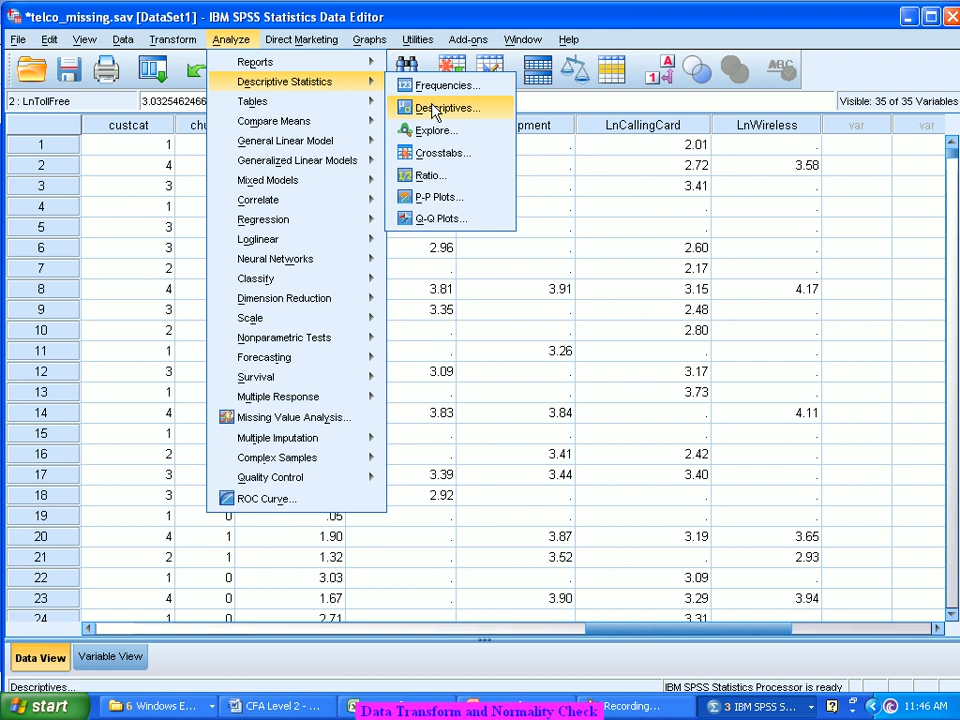 *telco_missing.sav [DataSet1] - IBM SPSS Statistics Data Editor
File Edit View Data Transform Analyze Direct Marketing Graphs Utilities Add-ons Window Help
2 : LnTollFree 3.0325462466 Visible: 35 of 35 Variables
Reports
Descriptive Statistics
Tables
Compare Means
General Linear Model
Generalized Linear Models
Mixed Models
Correlate
Regression
Loglinear
Neural Networks
Classify
Dimension Reduction
Scale
Nonparametric Tests
Forecasting
Survival
Multiple Response
Missing Value Analysis...
Multiple Imputation
Complex Samples
Quality Control
ROC Curve...
Frequencies...
Descriptives...
Explore...
Crosstabs...
Ratio...
P-P Plots...
Q-Q Plots...
custcat chu pment LnCallingCard LnWireless var var
1 1 . 2.01 .
2 4 . 2.72 3.58
3 3 . 3.41 .
4 1 . . .
5 3 . . .
6 3 2.96 . 2.60 .
7 2 . . 2.17 .
8 4 3.81 3.91 3.15 4.17
9 3 3.35 . 2.48 .
10 2 . . 2.80 .
11 1 . 3.26 . .
12 3 3.09 . 3.17 .
13 1 . . 3.73 .
14 4 3.83 3.84 . 4.11
15 1 . . . .
16 2 . 3.41 2.42 .
17 3 3.39 3.44 3.40 .
18 3 2.92 . . .
19 1 0 .05 . . . .
20 4 1 1.90 . 3.87 3.19 3.65
21 2 1 1.32 . 3.52 . 2.93
22 1 0 3.03 . . 3.09 .
23 4 0 1.67 . 3.90 3.29 3.94
24 1 0 2.71 . . 3.31 .
Data View Variable View
Descriptives... IBM SPSS Statistics Processor is ready
start 6 Windows E... CFA Level 2 - ... Recording... 3 IBM SPSS S... 11:46 AM
Data Transform and Normality Check